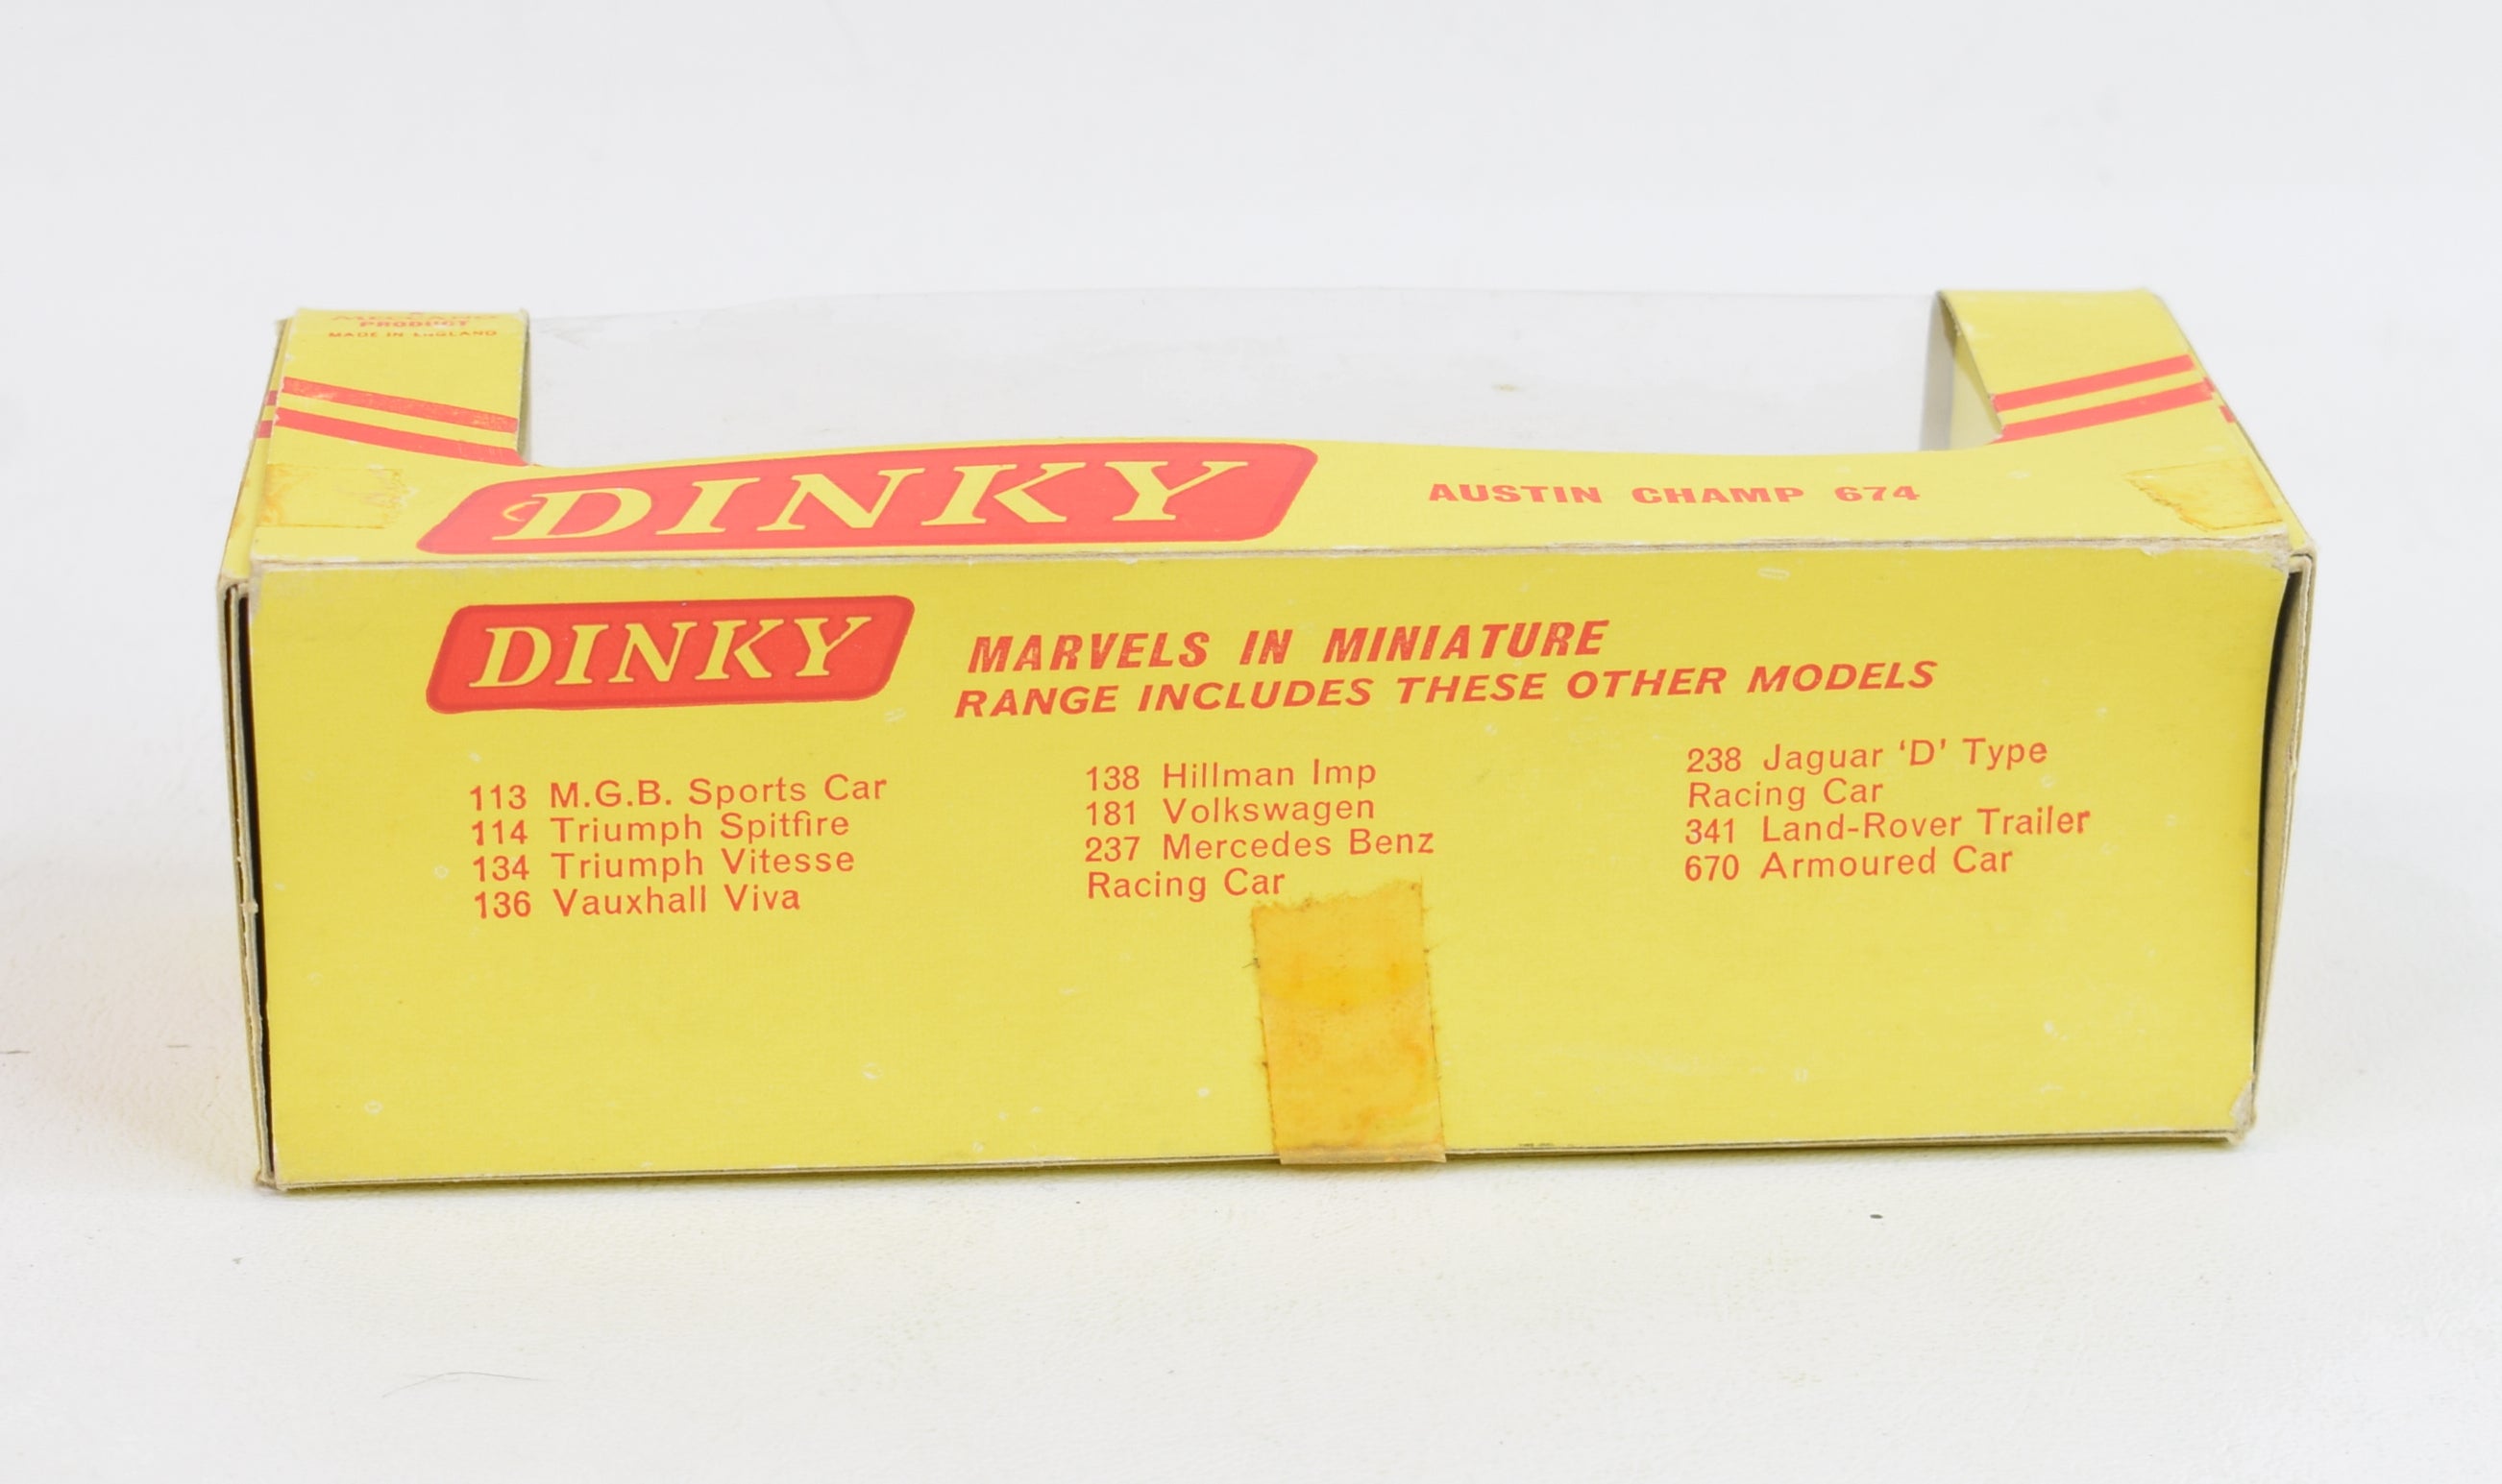 MECCANO
PRODUCT
MADE IN ENGLAND
DINKY
AUSTIN CHAMP 674
DINKY
MARVELS IN MINIATURE
RANGE INCLUDES THESE OTHER MODELS
113 M.G.B. Sports Car
114 Triumph Spitfire
134 Triumph Vitesse
136 Vauxhall Viva
138 Hillman Imp
181 Volkswagen
237 Mercedes Benz
Racing Car
238 Jaguar ‘D’ Type
Racing Car
341 Land-Rover Trailer
670 Armoured Car